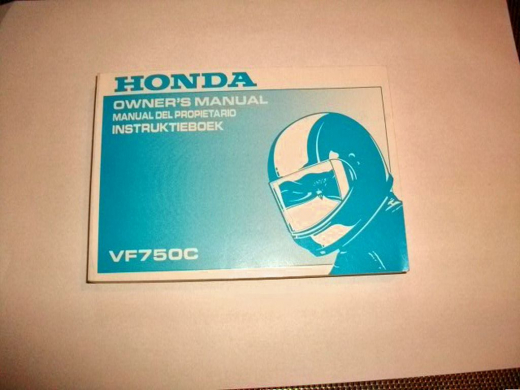 HONDA
OWNER'S MANUAL
MANUAL DEL PROPIETARIO
INSTRUKTIEBOEK
VF750C